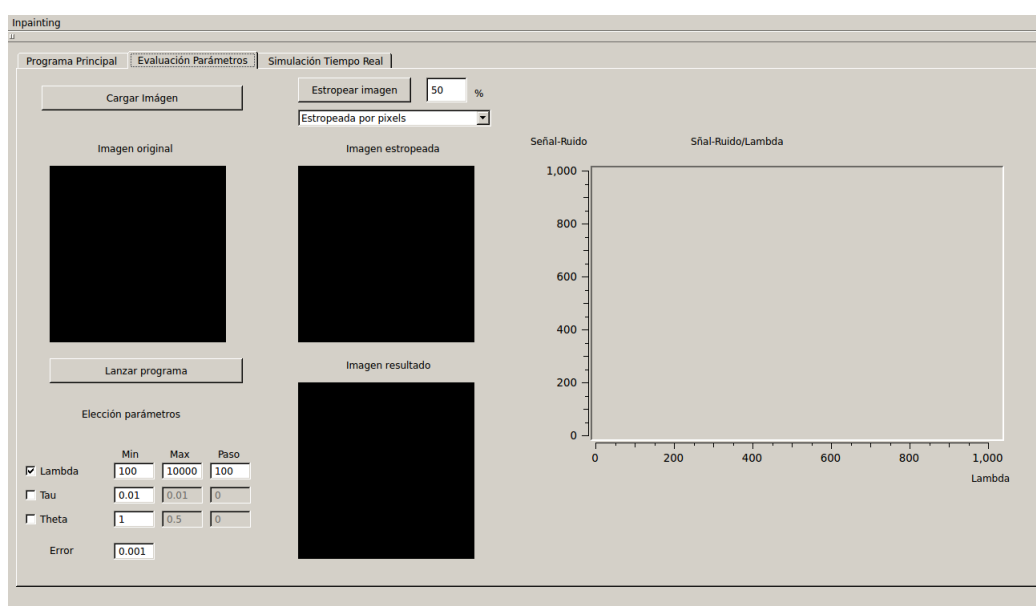 Inpainting
Programa Principal
Evaluación Parámetros
Simulación Tiempo Real
Cargar Imágen
Estropear imagen
50
%
Estropeada por pixels
Imagen original
Imagen estropeada
Señal-Ruido
Sñal-Ruido/Lambda
1,000
800
600
400
200
0
0 200 400 600 800 1,000
Lambda
Lanzar programa
Imagen resultado
Elección parámetros
Min Max Paso
Lambda 100 10000 100
Tau 0.01 0.01 0
Theta 1 0.5 0
Error 0.001